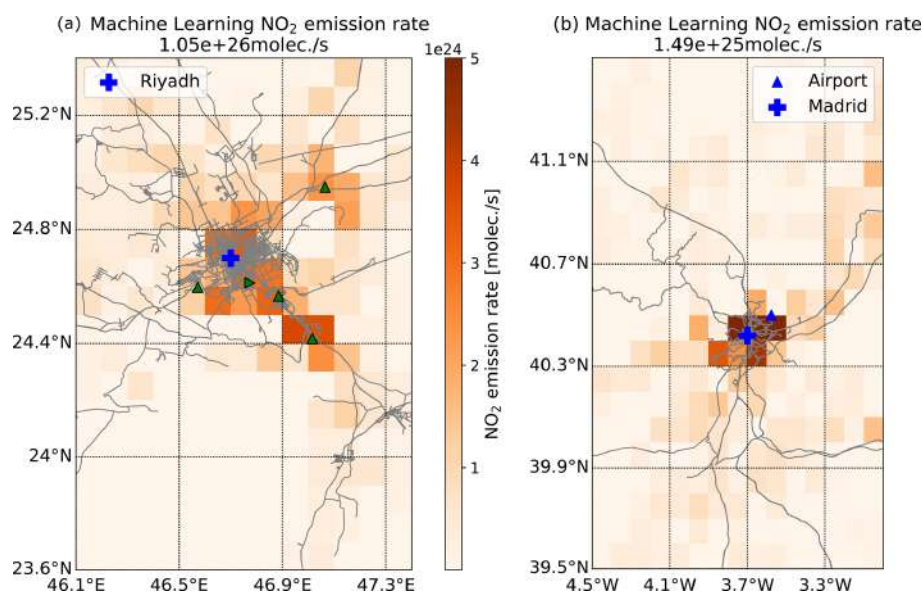 (a) Machine Learning NO₂ emission rate
1.05e+26molec./s
1e24
Riyadh
25.2°N
24.8°N
24.4°N
24°N
23.6°N
46.1°E 46.5°E 46.9°E 47.3°E
5
4
3
2
1
NO₂ emission rate [molec./s]
(b) Machine Learning NO₂ emission rate
1.49e+25molec./s
Airport
Madrid
41.1°N
40.7°N
40.3°N
39.9°N
39.5°N
4.5°W 4.1°W 3.7°W 3.3°W